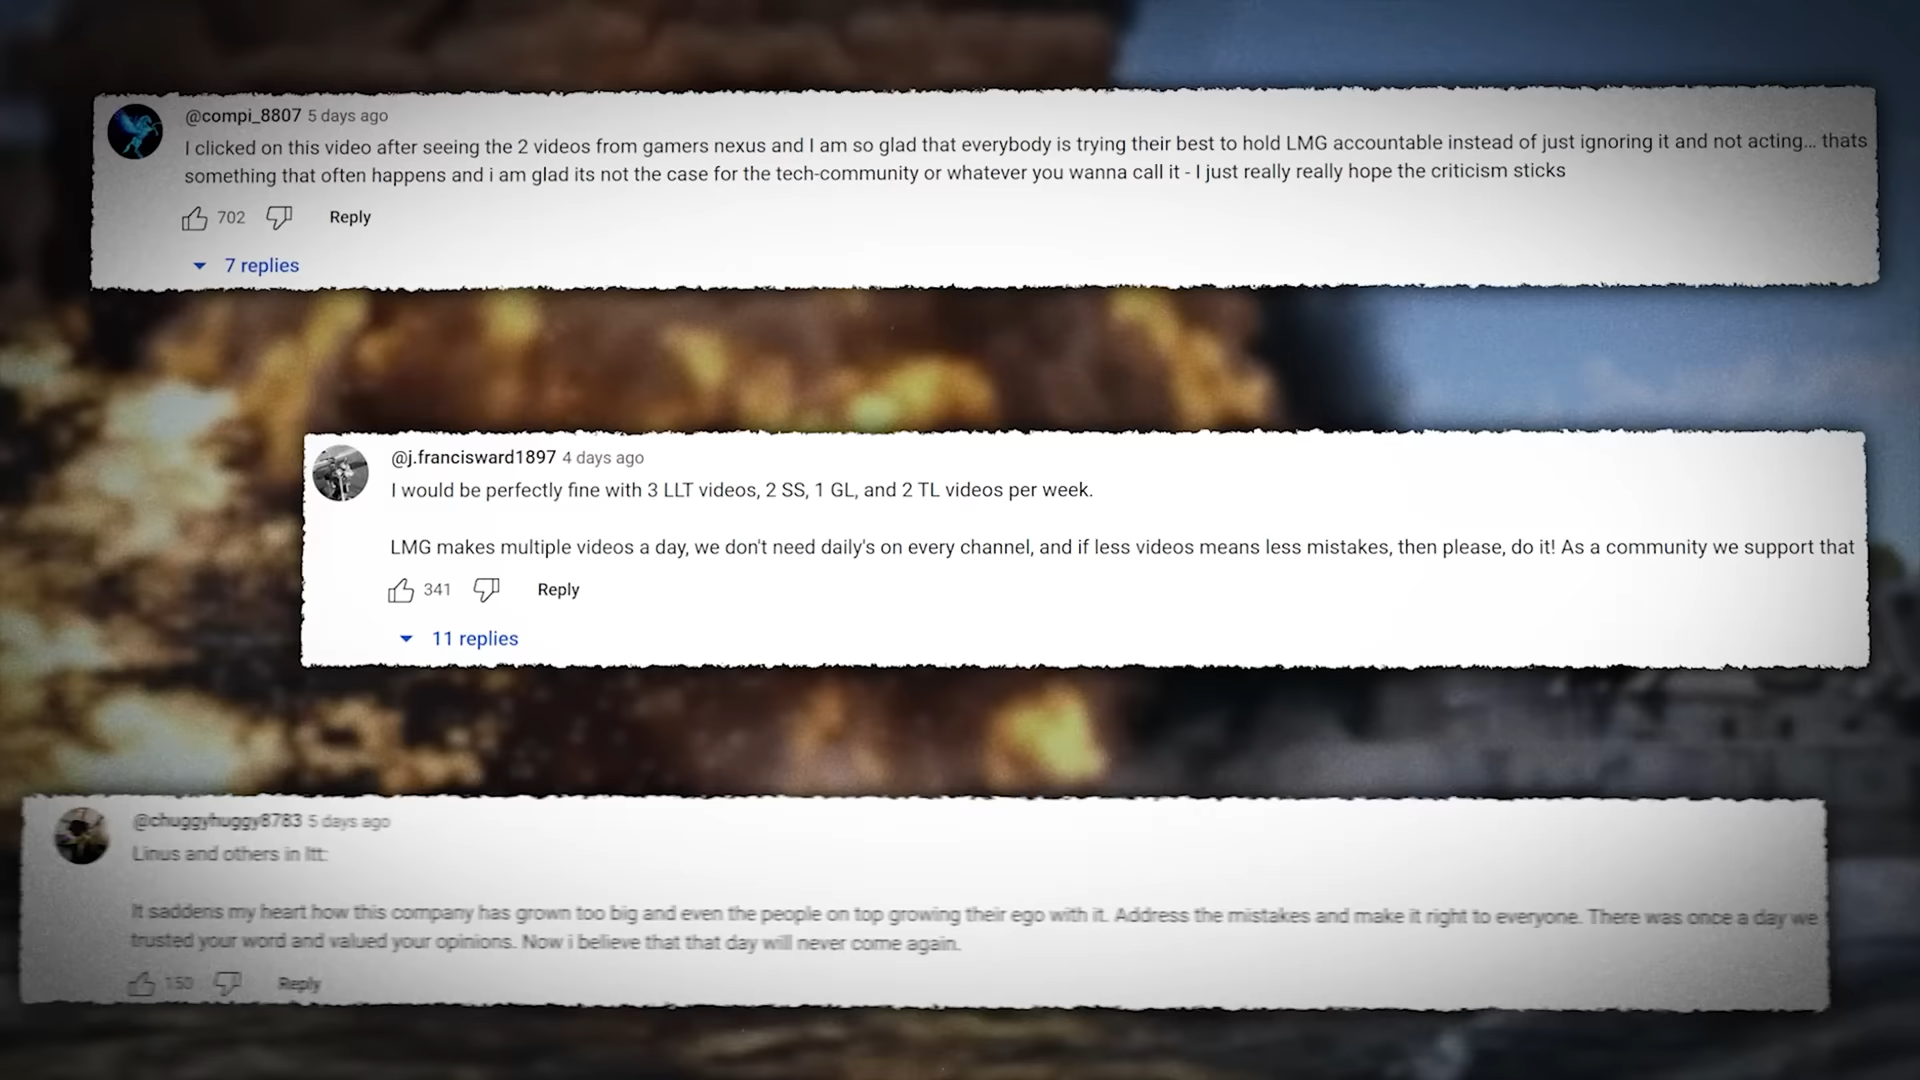 @compi_8807 5 days ago
I clicked on this video after seeing the 2 videos from gamers nexus and I am so glad that everybody is trying their best to hold LMG accountable instead of just ignoring it and not acting... thats
something that often happens and i am glad its not the case for the tech-community or whatever you wanna call it - I just really really hope the criticism sticks
702 Reply
7 replies
@j.francisward1897 4 days ago
I would be perfectly fine with 3 LLT videos, 2 SS, 1 GL, and 2 TL videos per week.
LMG makes multiple videos a day, we don't need daily's on every channel, and if less videos means less mistakes, then please, do it! As a community we support that
341 Reply
11 replies
@chuggyhuggy8783 5 days ago
Linus and others in ltt:
It saddens my heart how this company has grown too big and even the people on top growing their ego with it. Address the mistakes and make it right to everyone. There was once a day we
trusted your word and valued your opinions. Now i believe that that day will never come again.
150 Reply